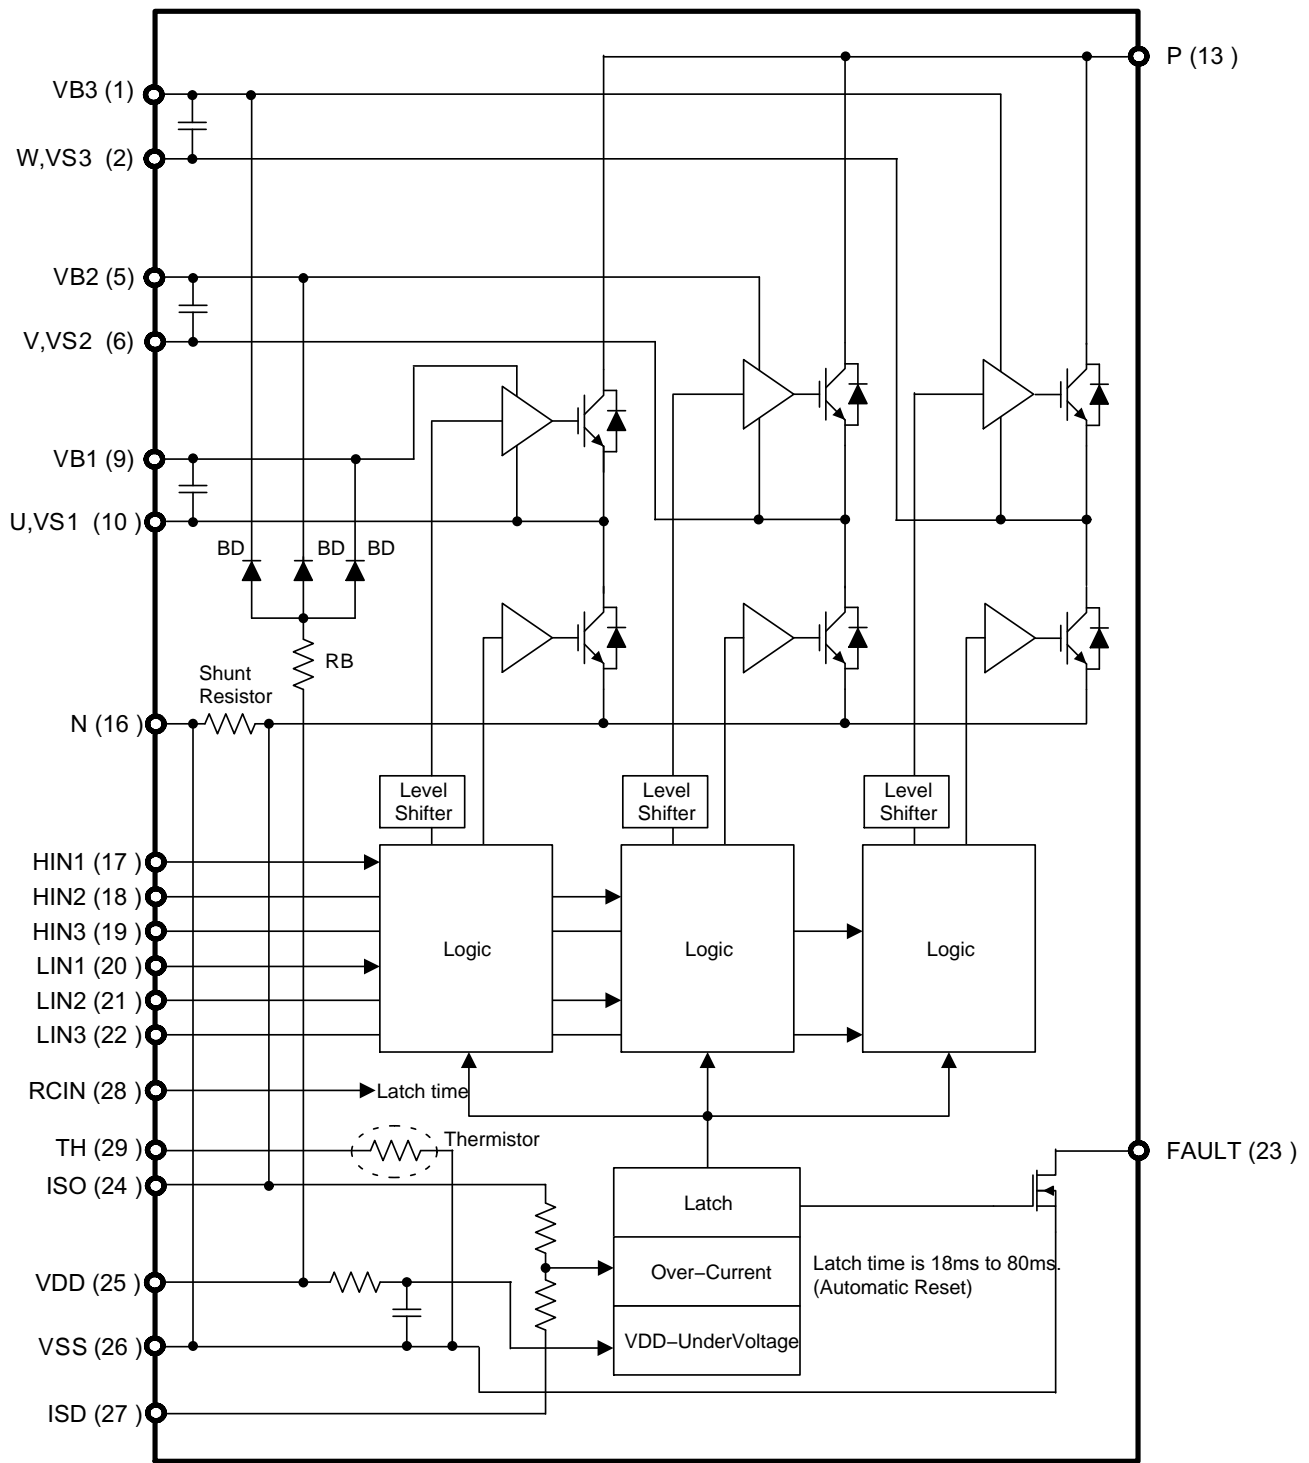 P (13 )
VB3 (1)
W,VS3 (2)
VB2 (5)
V,VS2 (6)
VB1 (9)
U,VS1 (10 )
BD
BD
BD
RB
Shunt
Resistor
N (16 )
Level
Shifter
Level
Shifter
Level
Shifter
HIN1 (17 )
HIN2 (18 )
HIN3 (19 )
LIN1 (20 )
LIN2 (21 )
LIN3 (22 )
Logic
Logic
Logic
RCIN (28 )
Latch time
TH (29 )
Thermistor
FAULT (23 )
ISO (24 )
Latch
Over−Current
VDD−UnderVoltage
Latch time is 18ms to 80ms.
(Automatic Reset)
VDD (25 )
VSS (26 )
ISD (27 )